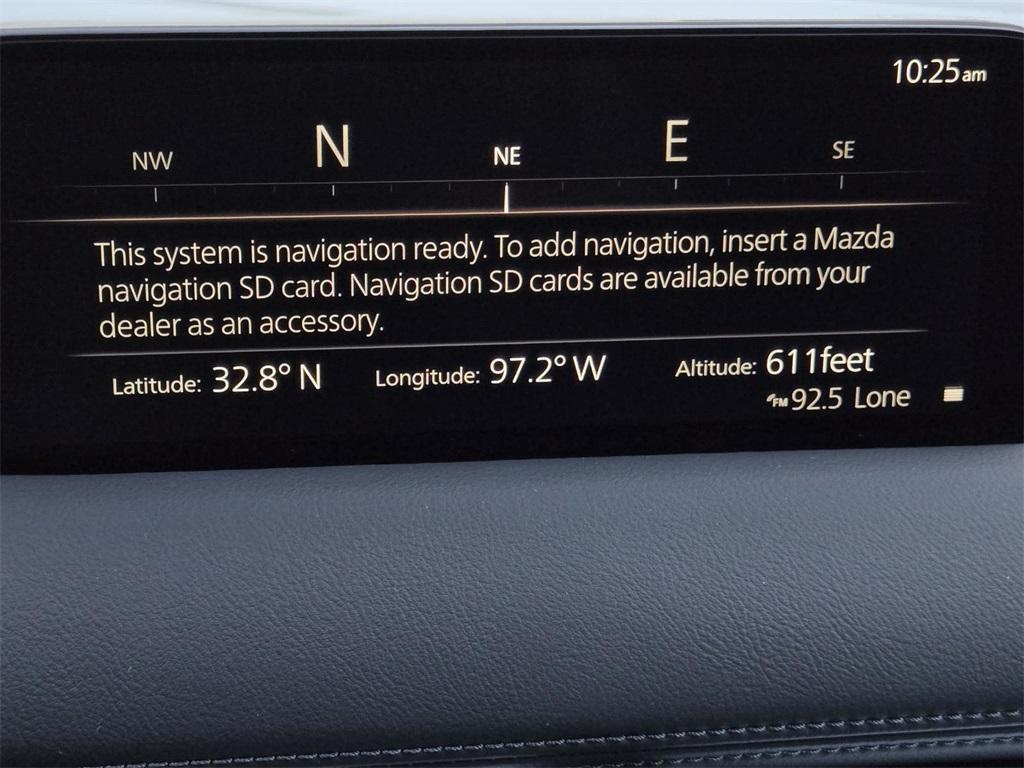 10:25am
NW N NE E SE
This system is navigation ready. To add navigation, insert a Mazda
navigation SD card. Navigation SD cards are available from your
dealer as an accessory.
Latitude: 32.8° N Longitude: 97.2° W Altitude: 611feet
FM 92.5 Lone